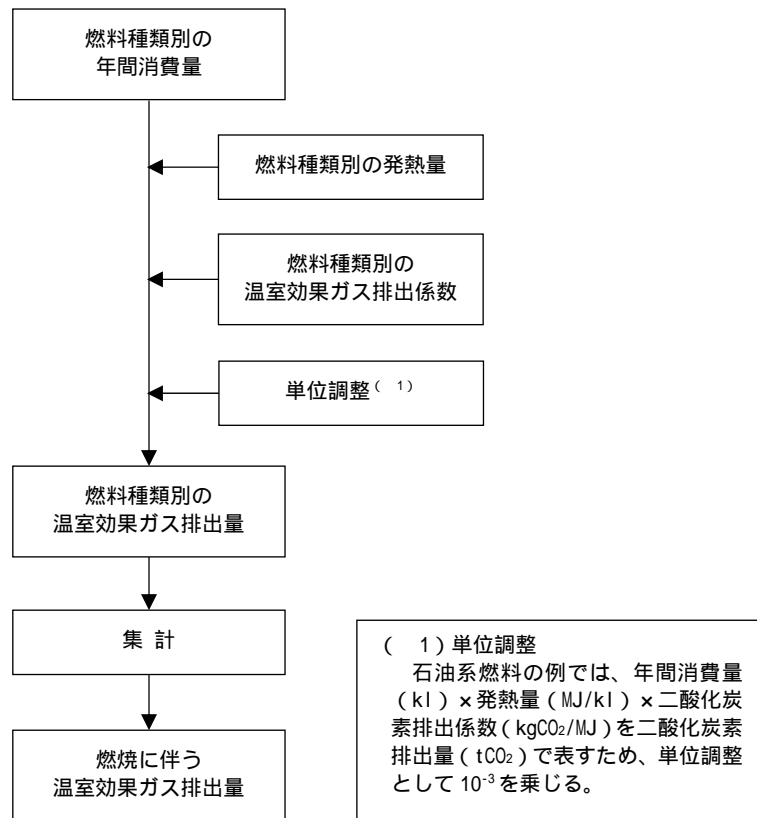 燃料種類別の
年間消費量
燃料種類別の発熱量
燃料種類別の
温室効果ガス排出係数
単位調整( 1)
燃料種類別の
温室効果ガス排出量
集 計
燃焼に伴う
温室効果ガス排出量
( 1)単位調整
石油系燃料の例では、年間消費量
(kl)×発熱量(MJ/kl)×二酸化炭
素排出係数(kgCO₂/MJ)を二酸化炭素
排出量(tCO₂)で表すため、単位調整
として 10⁻³ を乗じる。